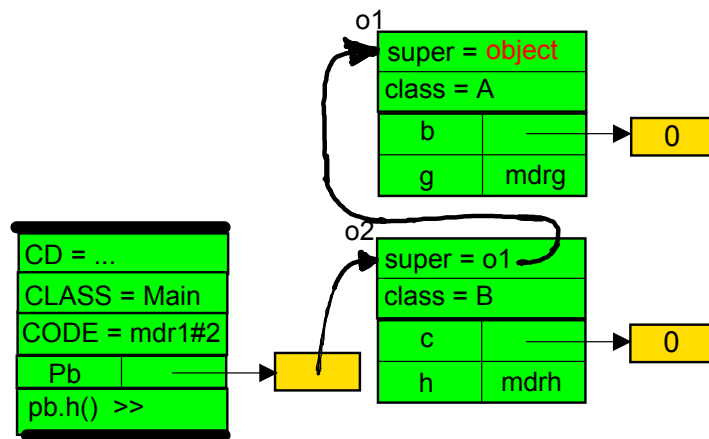 o1
super = object
class = A
b
0
g mdrg
o2
super = o1
class = B
c
0
h mdrh
CD = ...
CLASS = Main
CODE = mdr1#2
Pb
pb.h() >>